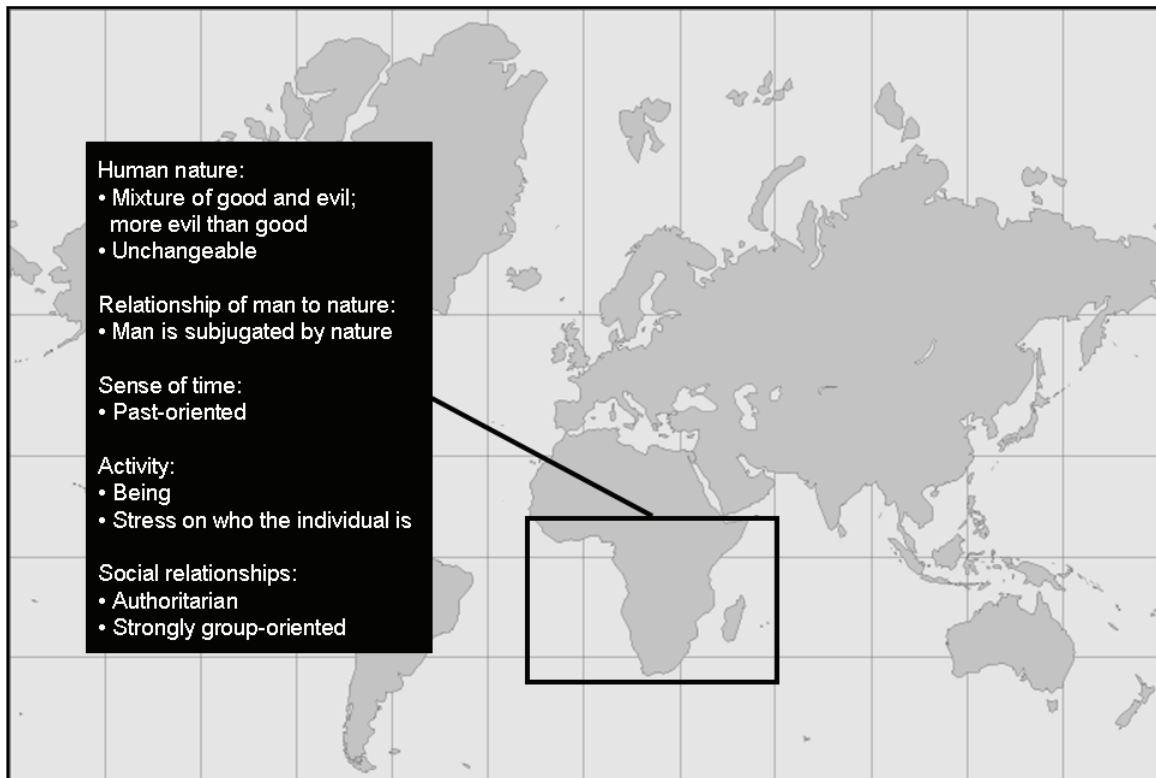 Human nature:
• Mixture of good and evil;
more evil than good
• Unchangeable
Relationship of man to nature:
• Man is subjugated by nature
Sense of time:
• Past-oriented
Activity:
• Being
• Stress on who the individual is
Social relationships:
• Authoritarian
• Strongly group-oriented